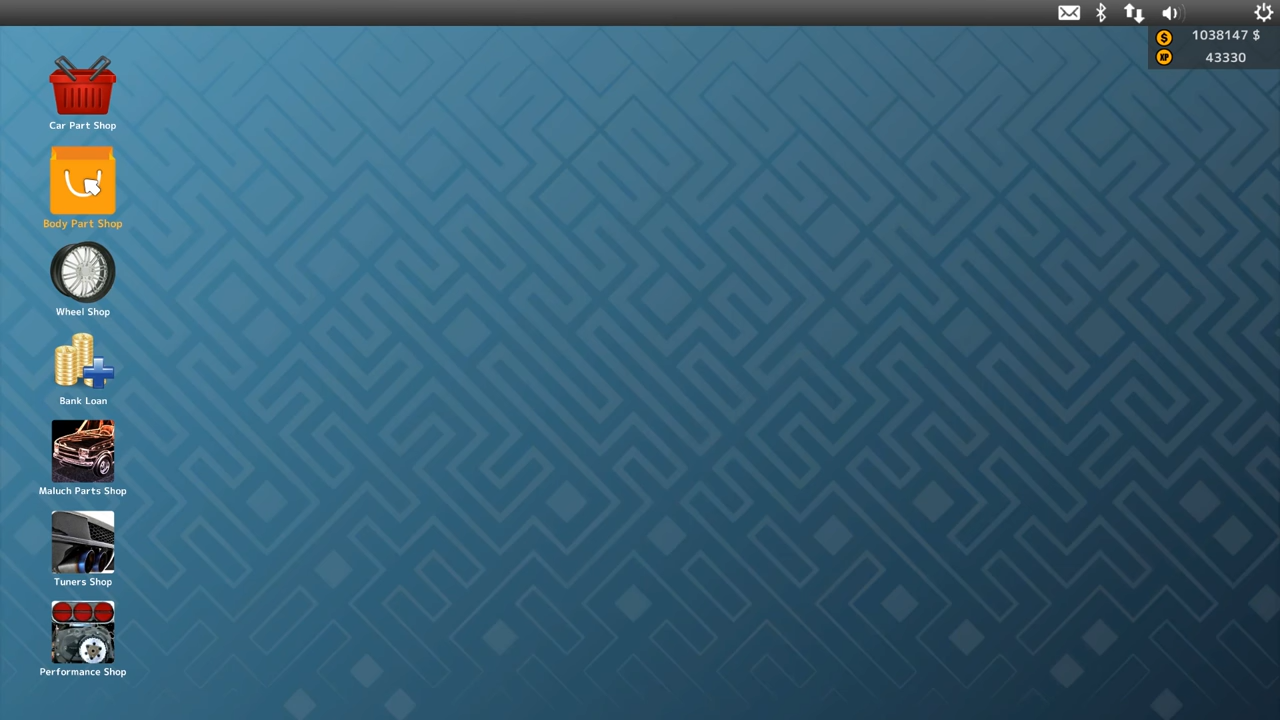 1038147 $
XP 43330
Car Part Shop
Body Part Shop
Wheel Shop
Bank Loan
Maluch Parts Shop
Tuners Shop
Performance Shop